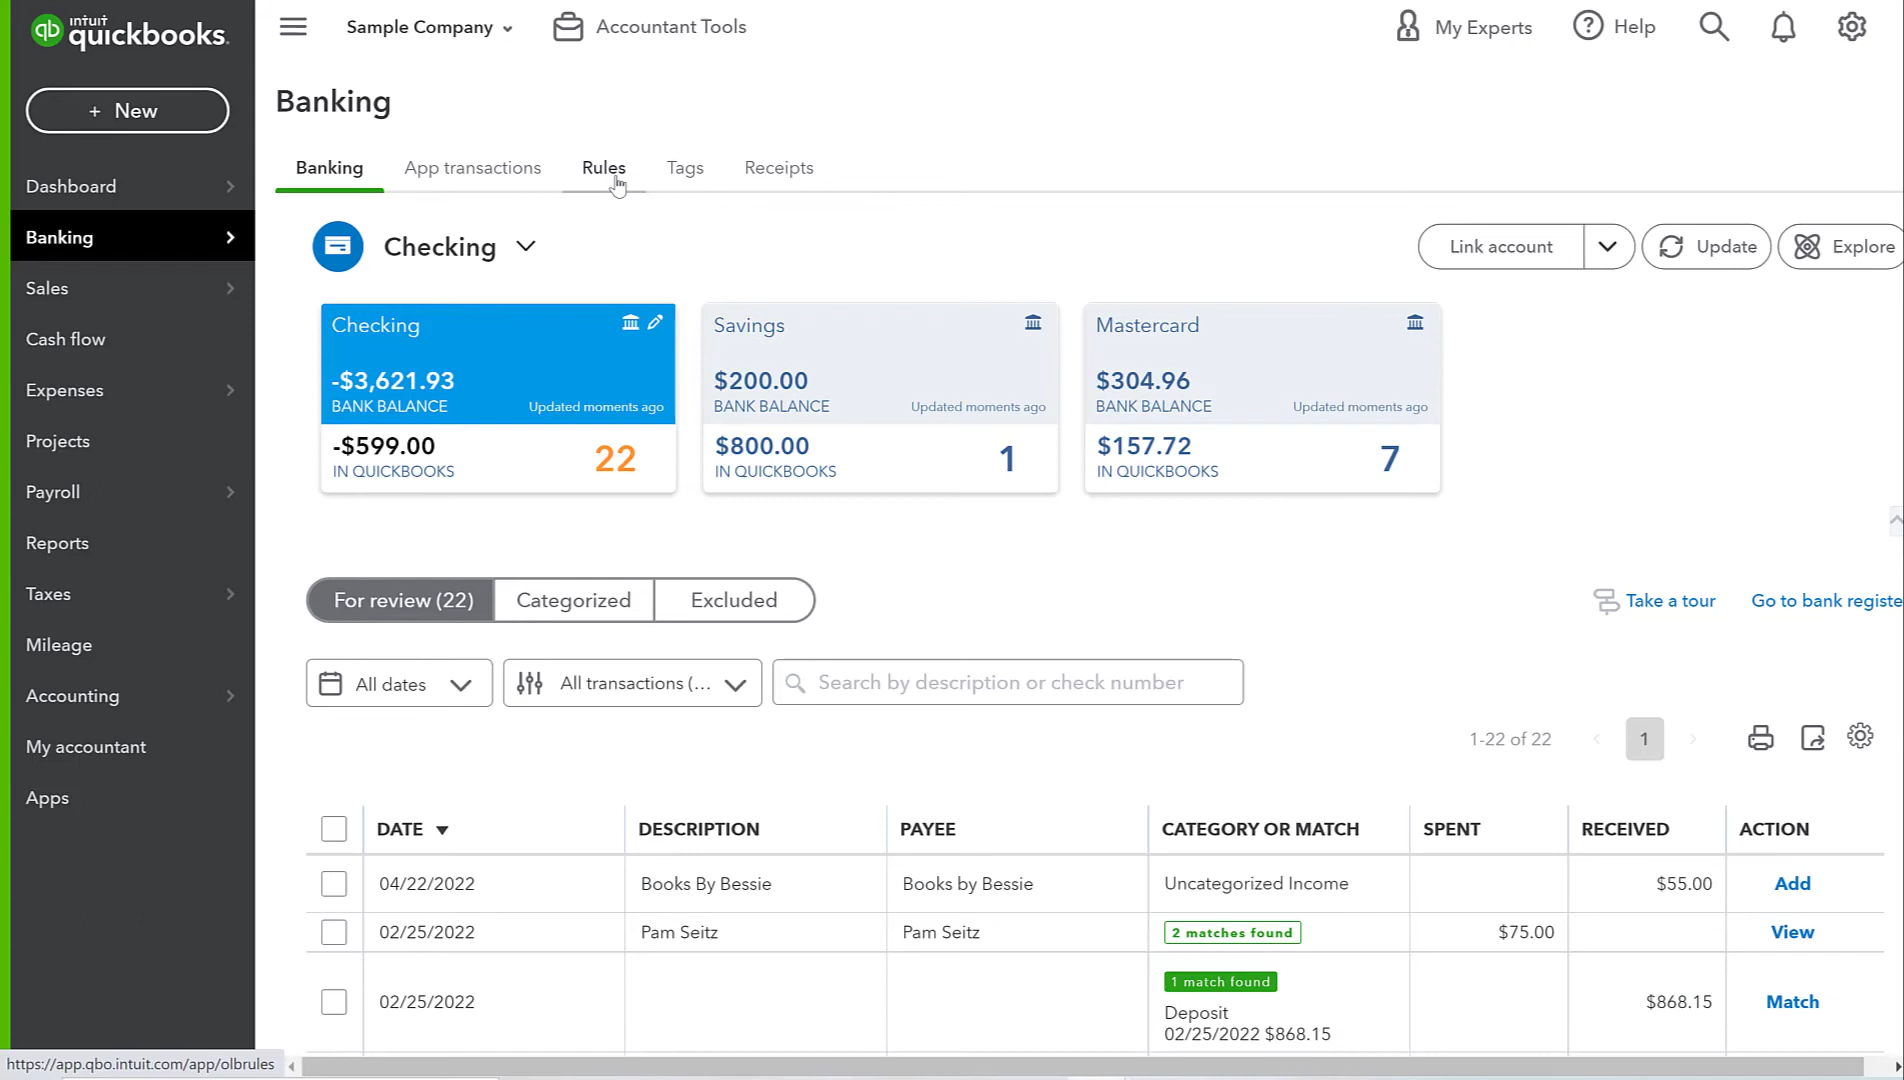 intuit
quickbooks.
Sample Company
Accountant Tools
My Experts
Help
+ New
Banking
Dashboard
Banking
Sales
Cash flow
Expenses
Projects
Payroll
Reports
Taxes
Mileage
Accounting
My accountant
Apps
Banking App transactions Rules Tags Receipts
Checking
Link account
Update
Explore
Checking
-$3,621.93
BANK BALANCE
Updated moments ago
-$599.00
IN QUICKBOOKS
22
Savings
$200.00
BANK BALANCE
Updated moments ago
$800.00
IN QUICKBOOKS
1
Mastercard
$304.96
BANK BALANCE
Updated moments ago
$157.72
IN QUICKBOOKS
7
For review (22) Categorized Excluded
Take a tour
Go to bank registe
All dates
All transactions (...
Search by description or check number
1-22 of 22
1
DATE DESCRIPTION PAYEE CATEGORY OR MATCH SPENT RECEIVED ACTION
04/22/2022 Books By Bessie Books by Bessie Uncategorized Income $55.00 Add
02/25/2022 Pam Seitz Pam Seitz 2 matches found $75.00 View
1 match found
02/25/2022 $868.15 Match
Deposit
02/25/2022 $868.15
https://app.qbo.intuit.com/app/olbrules